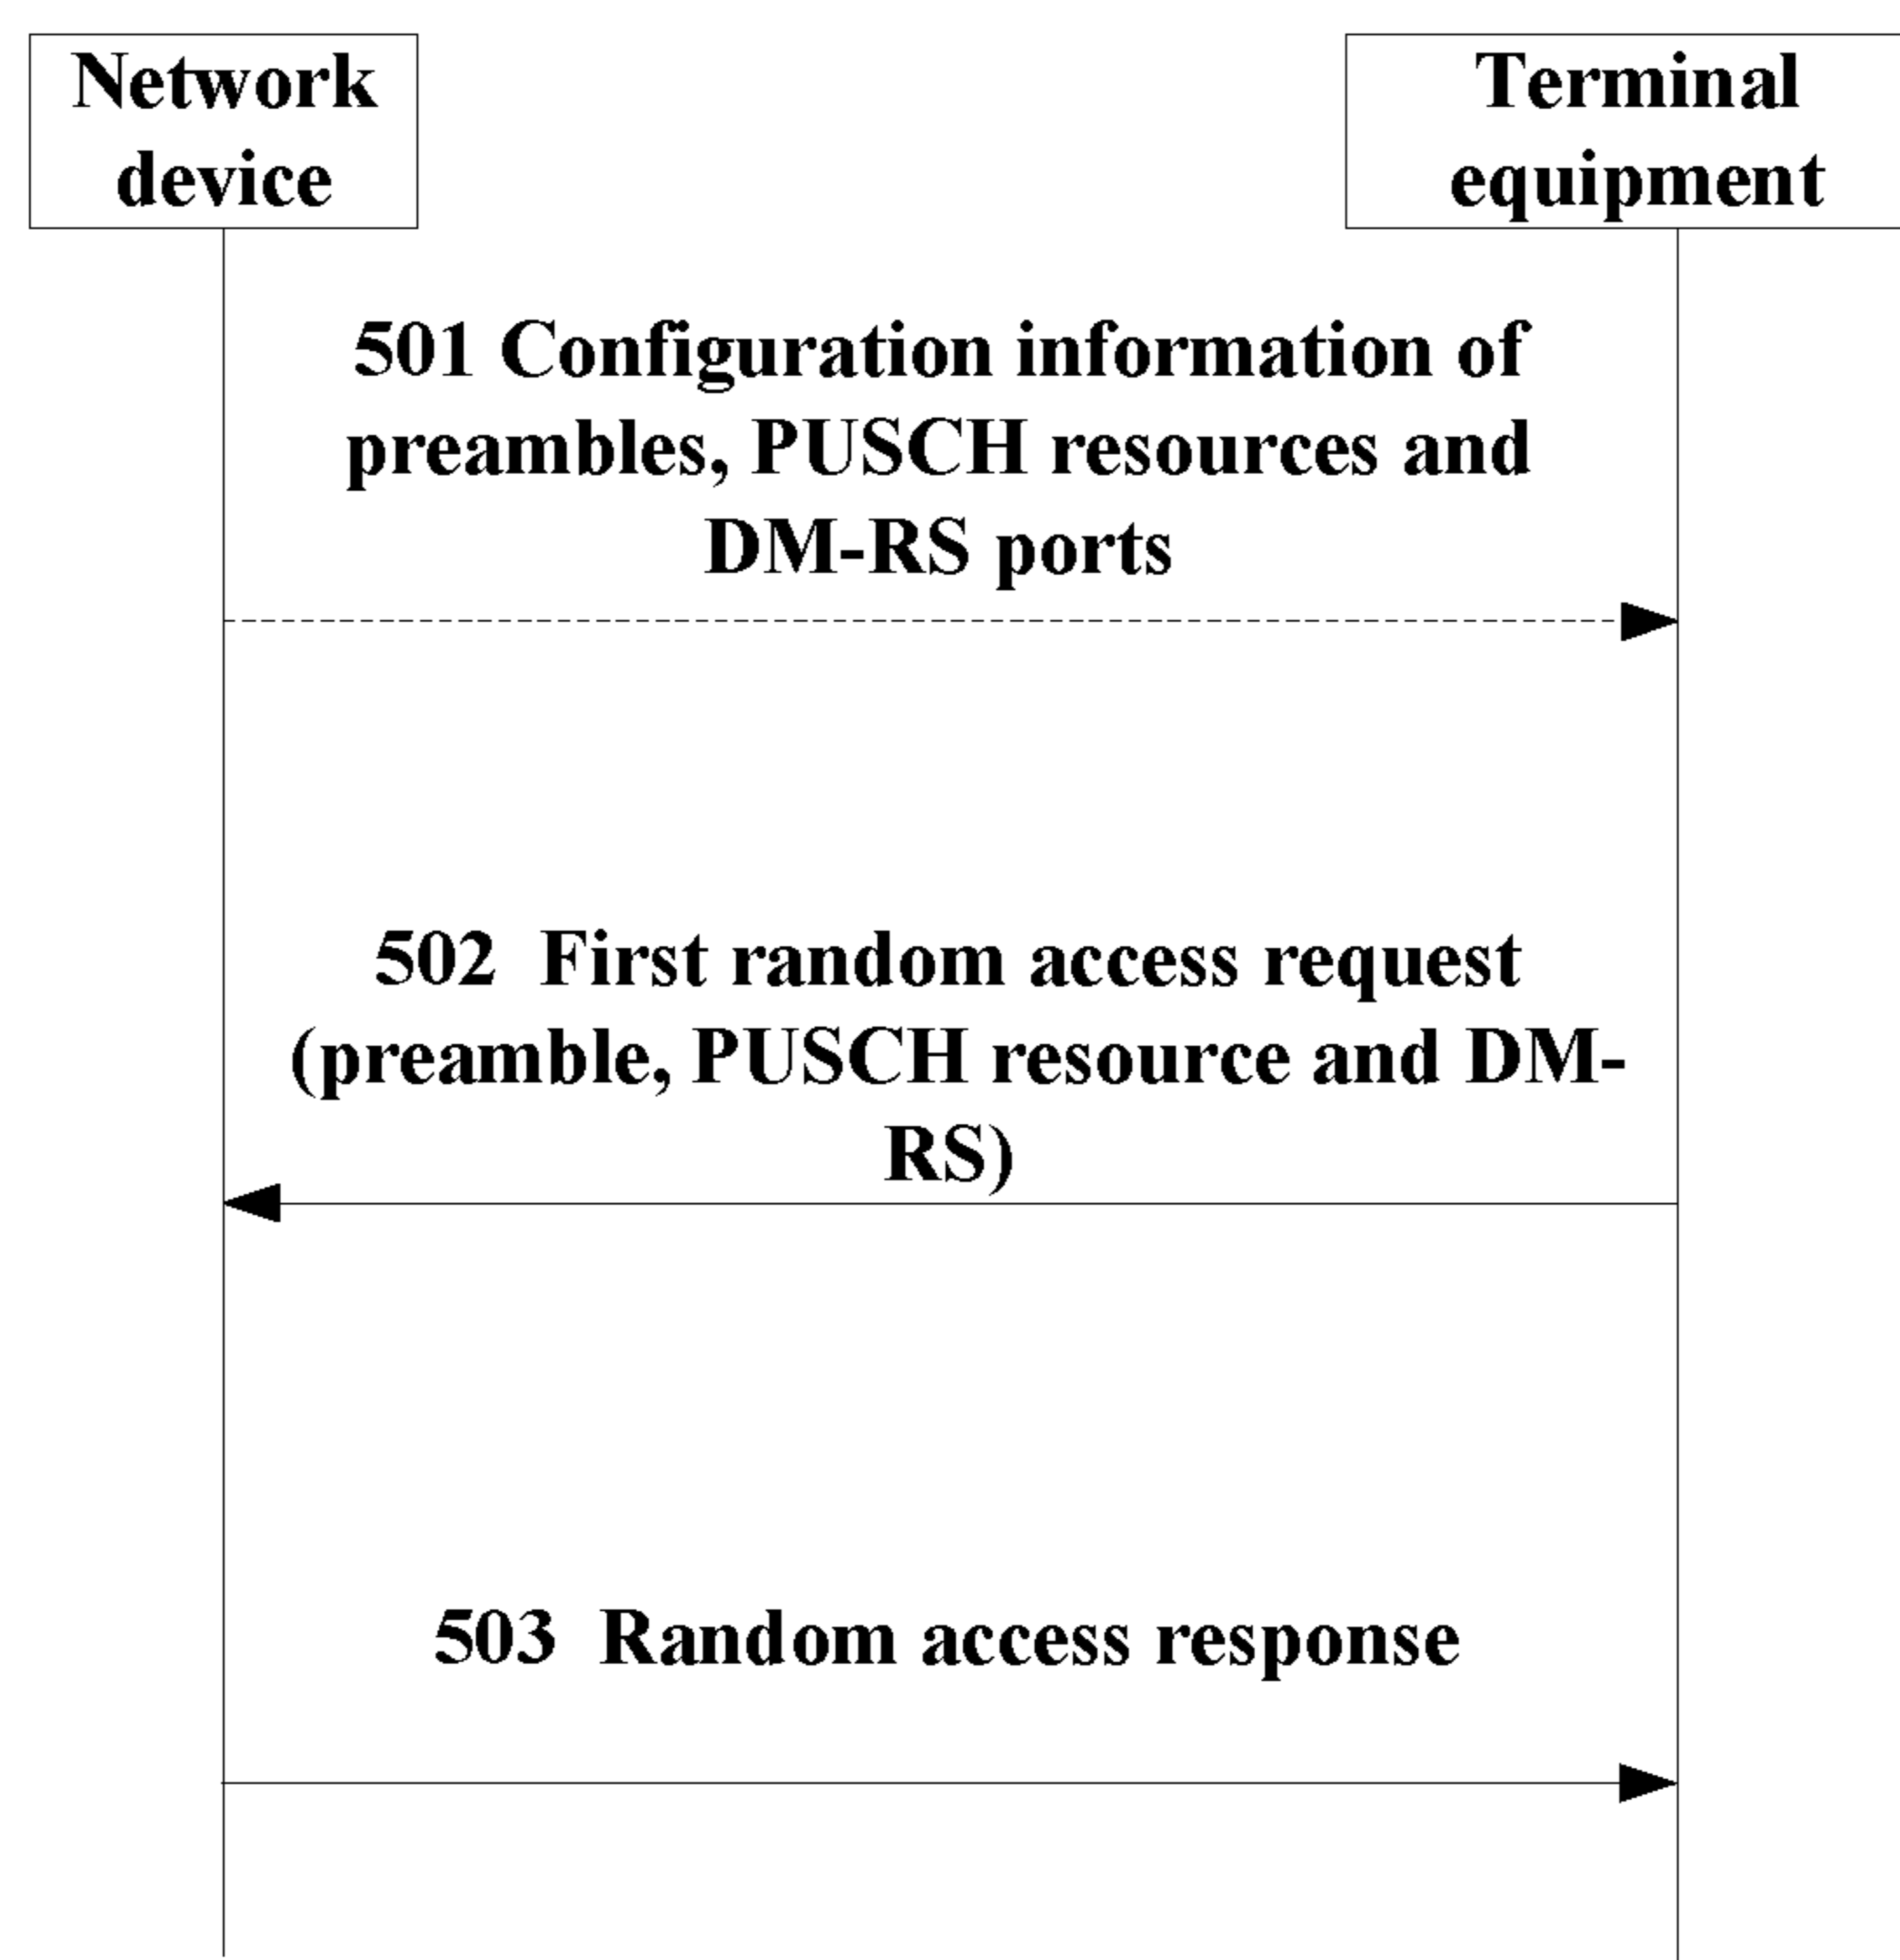 Network
device
Terminal
equipment
501 Configuration information of
preambles, PUSCH resources and
DM-RS ports
502  First random access request
(preamble, PUSCH resource and DM-
RS)
503  Random access response